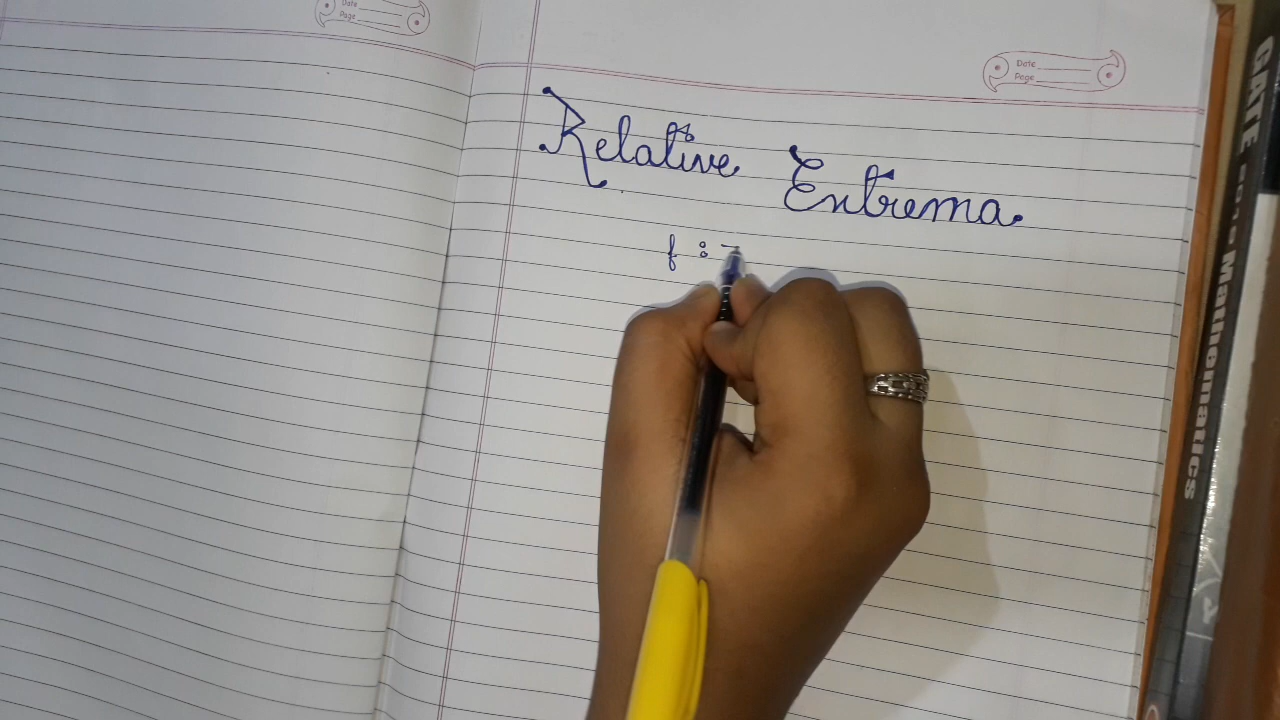 Date
Page
Date
Page
Relative Extrema
f :
GATE Mathematics